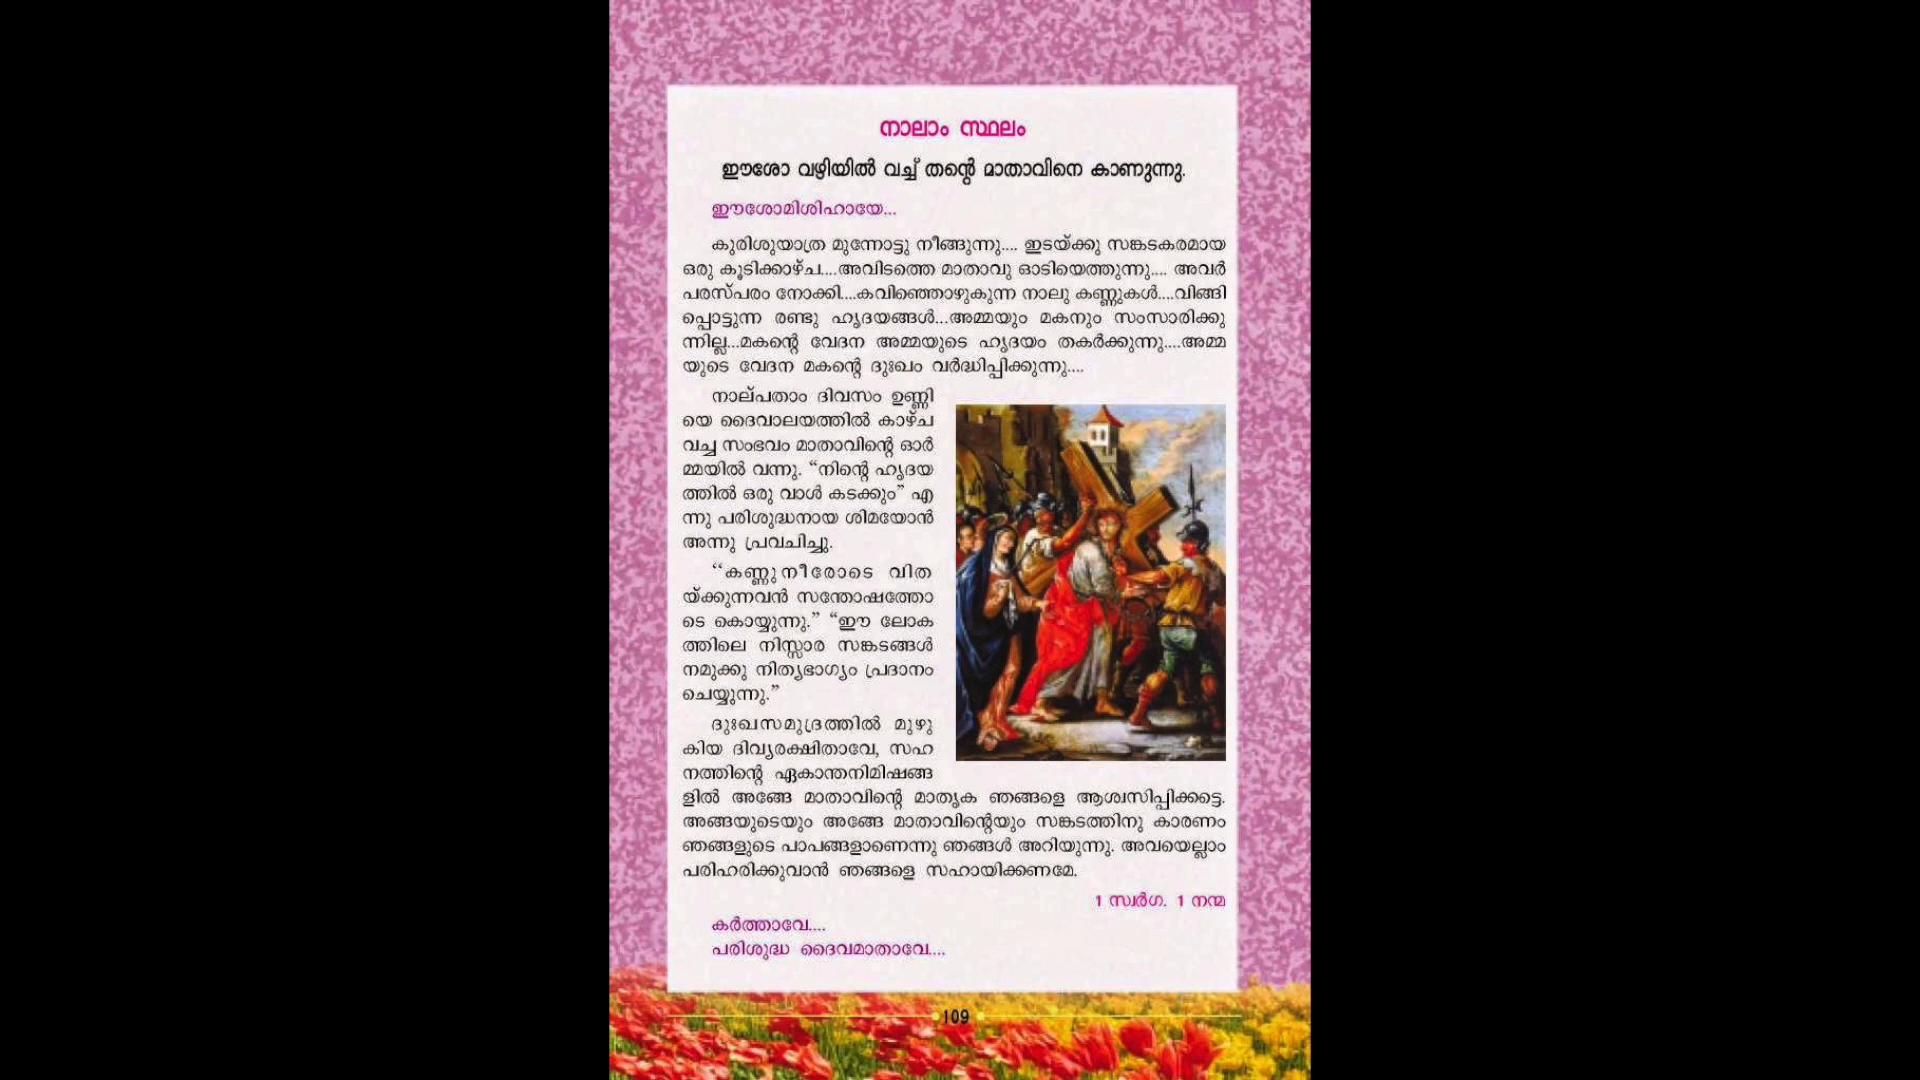 നാലാം സ്ഥലം
ഈശോ വഴിയിൽ വച്ച് തന്റെ മാതാവിനെ കാണുന്നു.
ഈശോമിശിഹായേ...
കുരിശുയാത്ര മുന്നോട്ടു നീങ്ങുന്നു.... ഇടയ്ക്കു സങ്കടകരമായ
ഒരു കൂടിക്കാഴ്ച....അവിടത്തെ മാതാവു ഓടിയെത്തുന്നു.... അവർ
പരസ്പരം നോക്കി....കവിഞ്ഞൊഴുകുന്ന നാലു കണ്ണുകൾ....വിങ്ങി
പ്പൊട്ടുന്ന രണ്ടു ഹൃദയങ്ങൾ...അമ്മയും മകനും സംസാരിക്കു
ന്നില്ല...മകന്റെ വേദന അമ്മയുടെ ഹൃദയം തകർക്കുന്നു....അമ്മ
യുടെ വേദന മകന്റെ ദുഃഖം വർദ്ധിപ്പിക്കുന്നു....
നാല്പതാം ദിവസം ഉണ്ണി
യെ ദൈവാലയത്തിൽ കാഴ്ച
വച്ച സംഭവം മാതാവിന്റെ ഓർ
മ്മയിൽ വന്നു. “നിന്റെ ഹൃദയ
ത്തിൽ ഒരു വാൾ കടക്കും” എ
ന്നു പരിശുദ്ധനായ ശിമയോൻ
അന്നു പ്രവചിച്ചു.
‘‘കണ്ണുനീരോടെ വിത
യ്ക്കുന്നവൻ സന്തോഷത്തോ
ടെ കൊയ്യുന്നു.” “ഈ ലോക
ത്തിലെ നിസ്സാര സങ്കടങ്ങൾ
നമുക്കു നിത്യഭാഗ്യം പ്രദാനം
ചെയ്യുന്നു.”
ദുഃഖസമുദ്രത്തിൽ മുഴു
കിയ ദിവ്യരക്ഷിതാവേ, സഹ
നത്തിന്റെ ഏകാന്തനിമിഷങ്ങ
ളിൽ അങ്ങേ മാതാവിന്റെ മാതൃക ഞങ്ങളെ ആശ്വസിപ്പിക്കട്ടെ.
അങ്ങയുടെയും അങ്ങേ മാതാവിന്റെയും സങ്കടത്തിനു കാരണം
ഞങ്ങളുടെ പാപങ്ങളാണെന്നു ഞങ്ങൾ അറിയുന്നു. അവയെല്ലാം
പരിഹരിക്കുവാൻ ഞങ്ങളെ സഹായിക്കണമേ.
1 സ്വർഗ. 1 നന്മ
കർത്താവേ....
പരിശുദ്ധ ദൈവമാതാവേ....
109